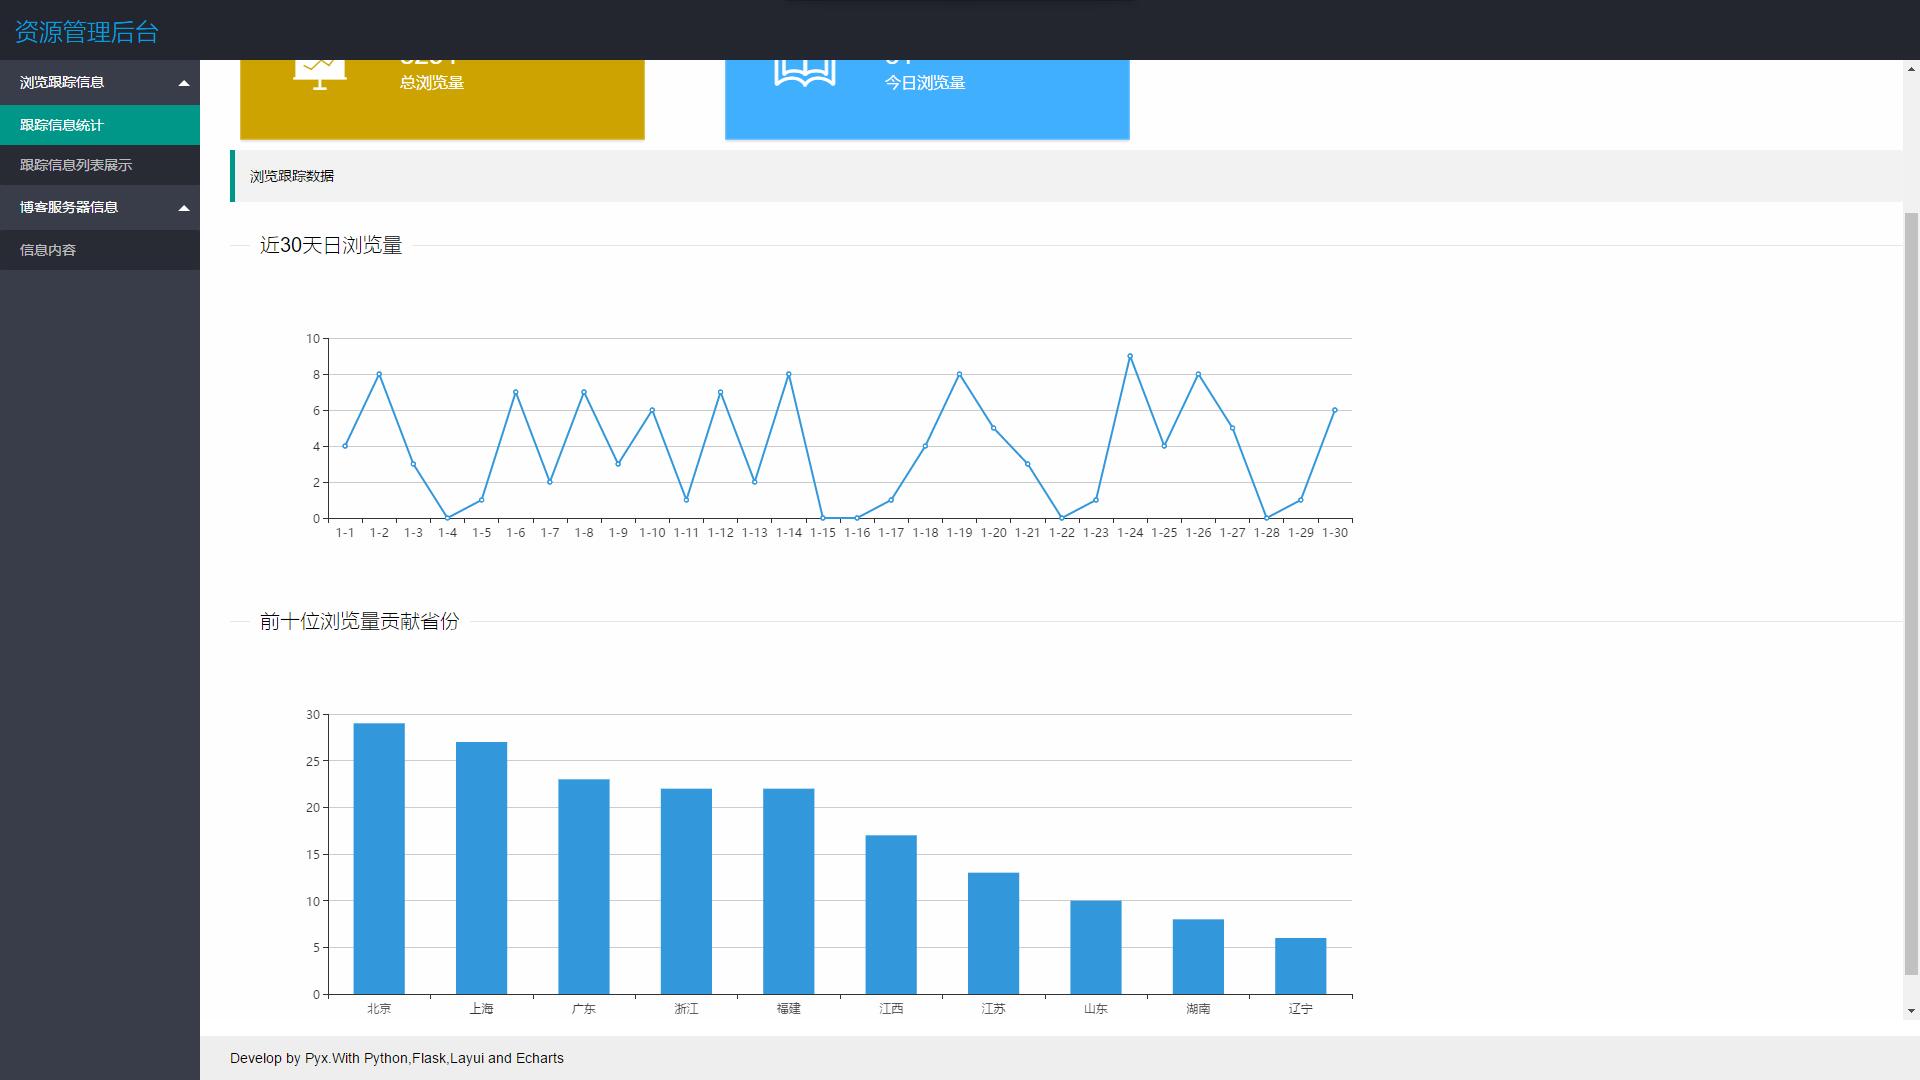 资源管理后台
浏览跟踪信息
跟踪信息统计
跟踪信息列表展示
博客服务器信息
信息内容
总浏览量
今日浏览量
浏览跟踪数据
近30天日浏览量
10
8
6
4
2
0
1-1 1-2 1-3 1-4 1-5 1-6 1-7 1-8 1-9 1-10 1-11 1-12 1-13 1-14 1-15 1-16 1-17 1-18 1-19 1-20 1-21 1-22 1-23 1-24 1-25 1-26 1-27 1-28 1-29 1-30
前十位浏览量贡献省份
30
25
20
15
10
5
0
北京 上海 广东 浙江 福建 江西 江苏 山东 湖南 辽宁
Develop by Pyx.With Python,Flask,Layui and Echarts